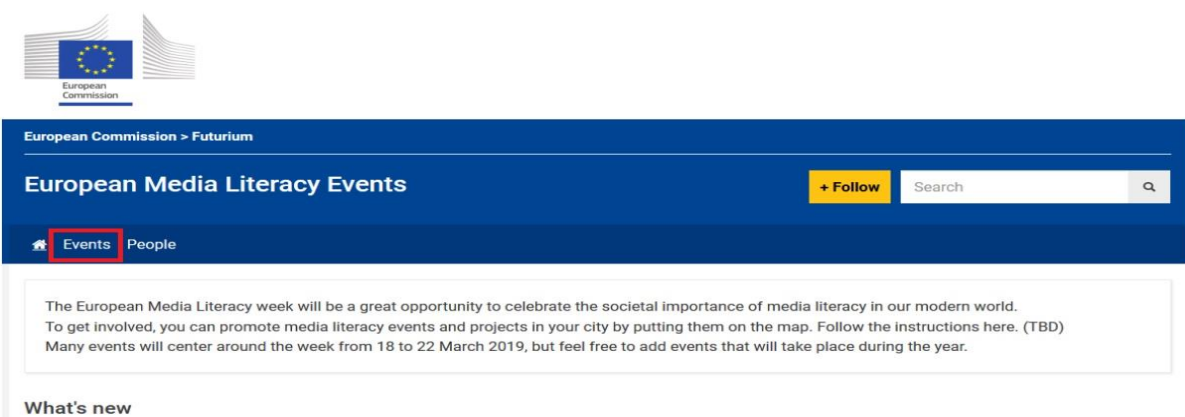 European
Commission
European Commission > Futurium
European Media Literacy Events
+ Follow
Search
Events People
The European Media Literacy week will be a great opportunity to celebrate the societal importance of media literacy in our modern world.
To get involved, you can promote media literacy events and projects in your city by putting them on the map. Follow the instructions here. (TBD)
Many events will center around the week from 18 to 22 March 2019, but feel free to add events that will take place during the year.
What's new